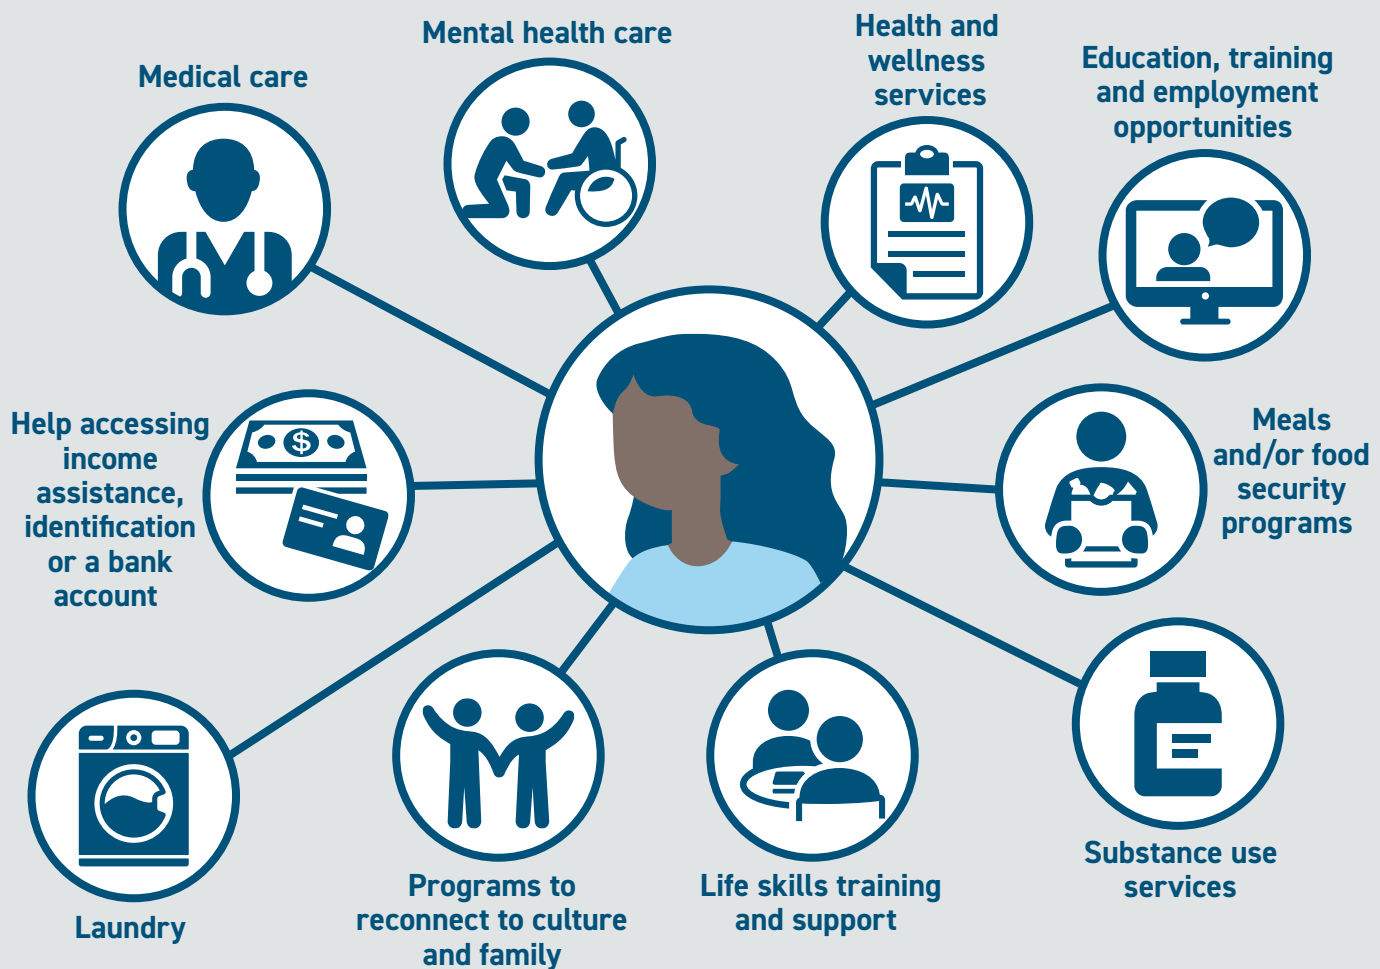 Medical care
Mental health care
Health and
wellness
services
Education, training
and employment
opportunities
Help accessing
income
assistance,
identification
or a bank
account
$
Meals
and/or food
security
programs
Laundry
Programs to
reconnect to culture
and family
Life skills training
and support
Substance use
services